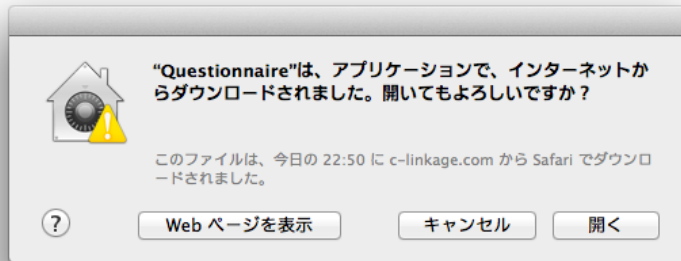 “Questionnaire”は、アプリケーションで、インターネットか
らダウンロードされました。開いてもよろしいですか？
このファイルは、今日の 22:50 に c-linkage.com から Safari でダウンロ
ードされました。
?
Web ページを表示
キャンセル
開く